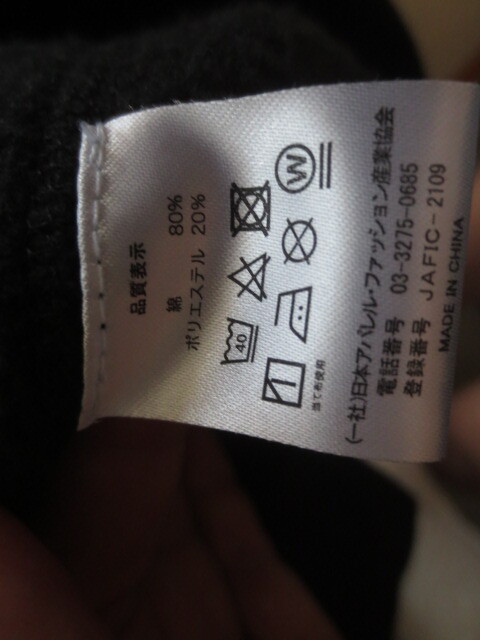 品質表示
綿 80%
ポリエステル 20%
40
W
当て布使用
(一社)日本アパレル・ファッション産業協会
電話番号 03-3275-0685
登録番号 JAFIC-2109
MADE IN CHINA